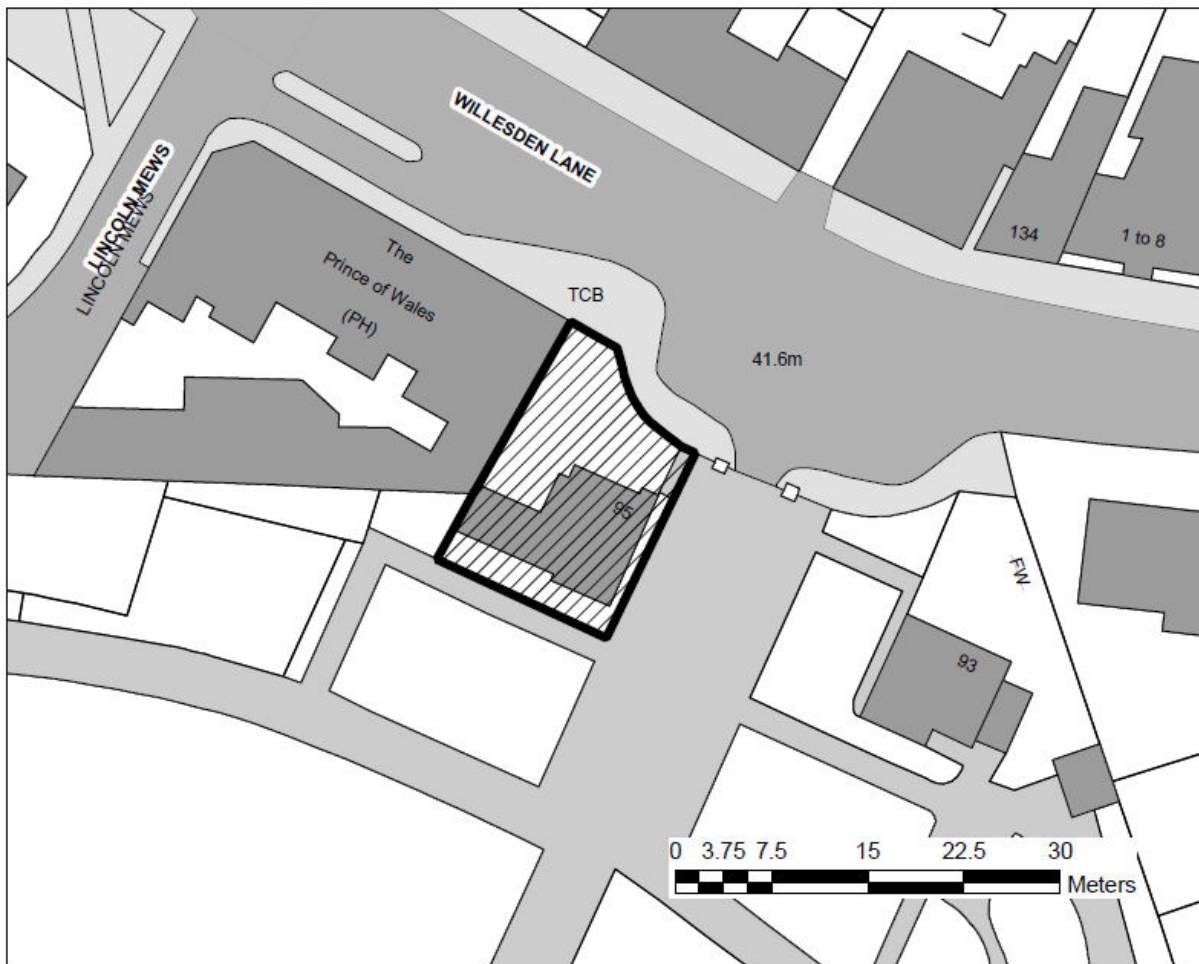 WILLESDEN LANE
LINCOLN MEWS
LINCOLN MEWS
The
Prince of Wales
(PH)
TCB
134
1 to 8
41.6m
95
FW
93
0 3.75 7.5 15 22.5 30
Meters